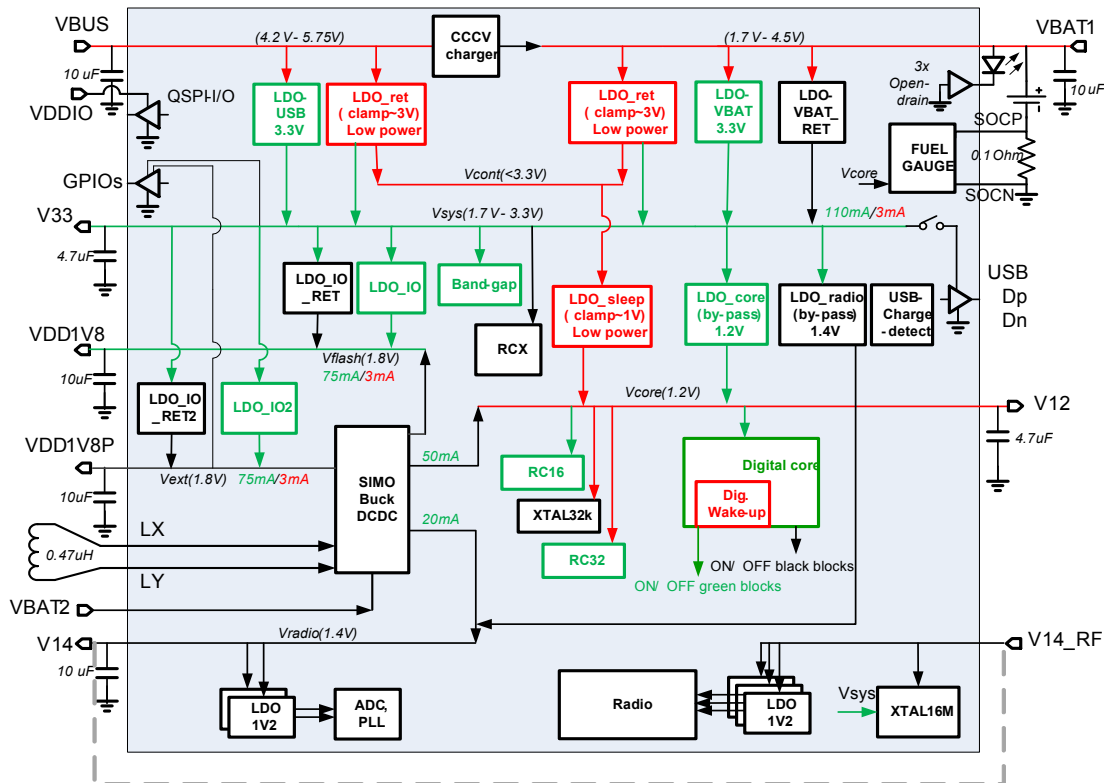 VBUS
(4.2 V - 5.75V)
CCCV
charger
(1.7 V - 4.5V)
VBAT1
10 uF
VDDIO
QSPI-I/O
LDO-
USB
3.3V
LDO_ret
( clamp~3V)
Low power
LDO_ret
( clamp~3V)
Low power
LDO-
VBAT
3.3V
LDO-
VBAT_
RET
3x
Open-
drain
10 uF
SOCP
FUEL
GAUGE
0.1 Ohm
Vcore
SOCN
GPIOs
Vcont(<3.3V)
V33
Vsys(1.7 V - 3.3V)
110mA/3mA
4.7uF
LDO_IO
_RET
LDO_IO
Band-gap
RCX
LDO_sleep
( clamp~1V)
Low power
LDO_core
(by-pass)
1.2V
LDO_radio
(by-pass)
1.4V
USB-
Charge
-detect
USB
Dp
Dn
VDD1V8
Vflash(1.8V)
75mA/3mA
10uF
LDO_IO
_RET2
LDO_IO2
Vcore(1.2V)
V12
4.7uF
VDD1V8P
Vext(1.8V)
75mA/3mA
10uF
SIMO
Buck
DCDC
50mA
20mA
RC16
XTAL32k
RC32
Digital core
Dig.
Wake-up
ON/ OFF black blocks
ON/ OFF green blocks
LX
0.47uH
LY
VBAT2
V14
Vradio(1.4V)
V14_RF
10 uF
LDO
1V2
ADC,
PLL
Radio
LDO
1V2
Vsys
XTAL16M